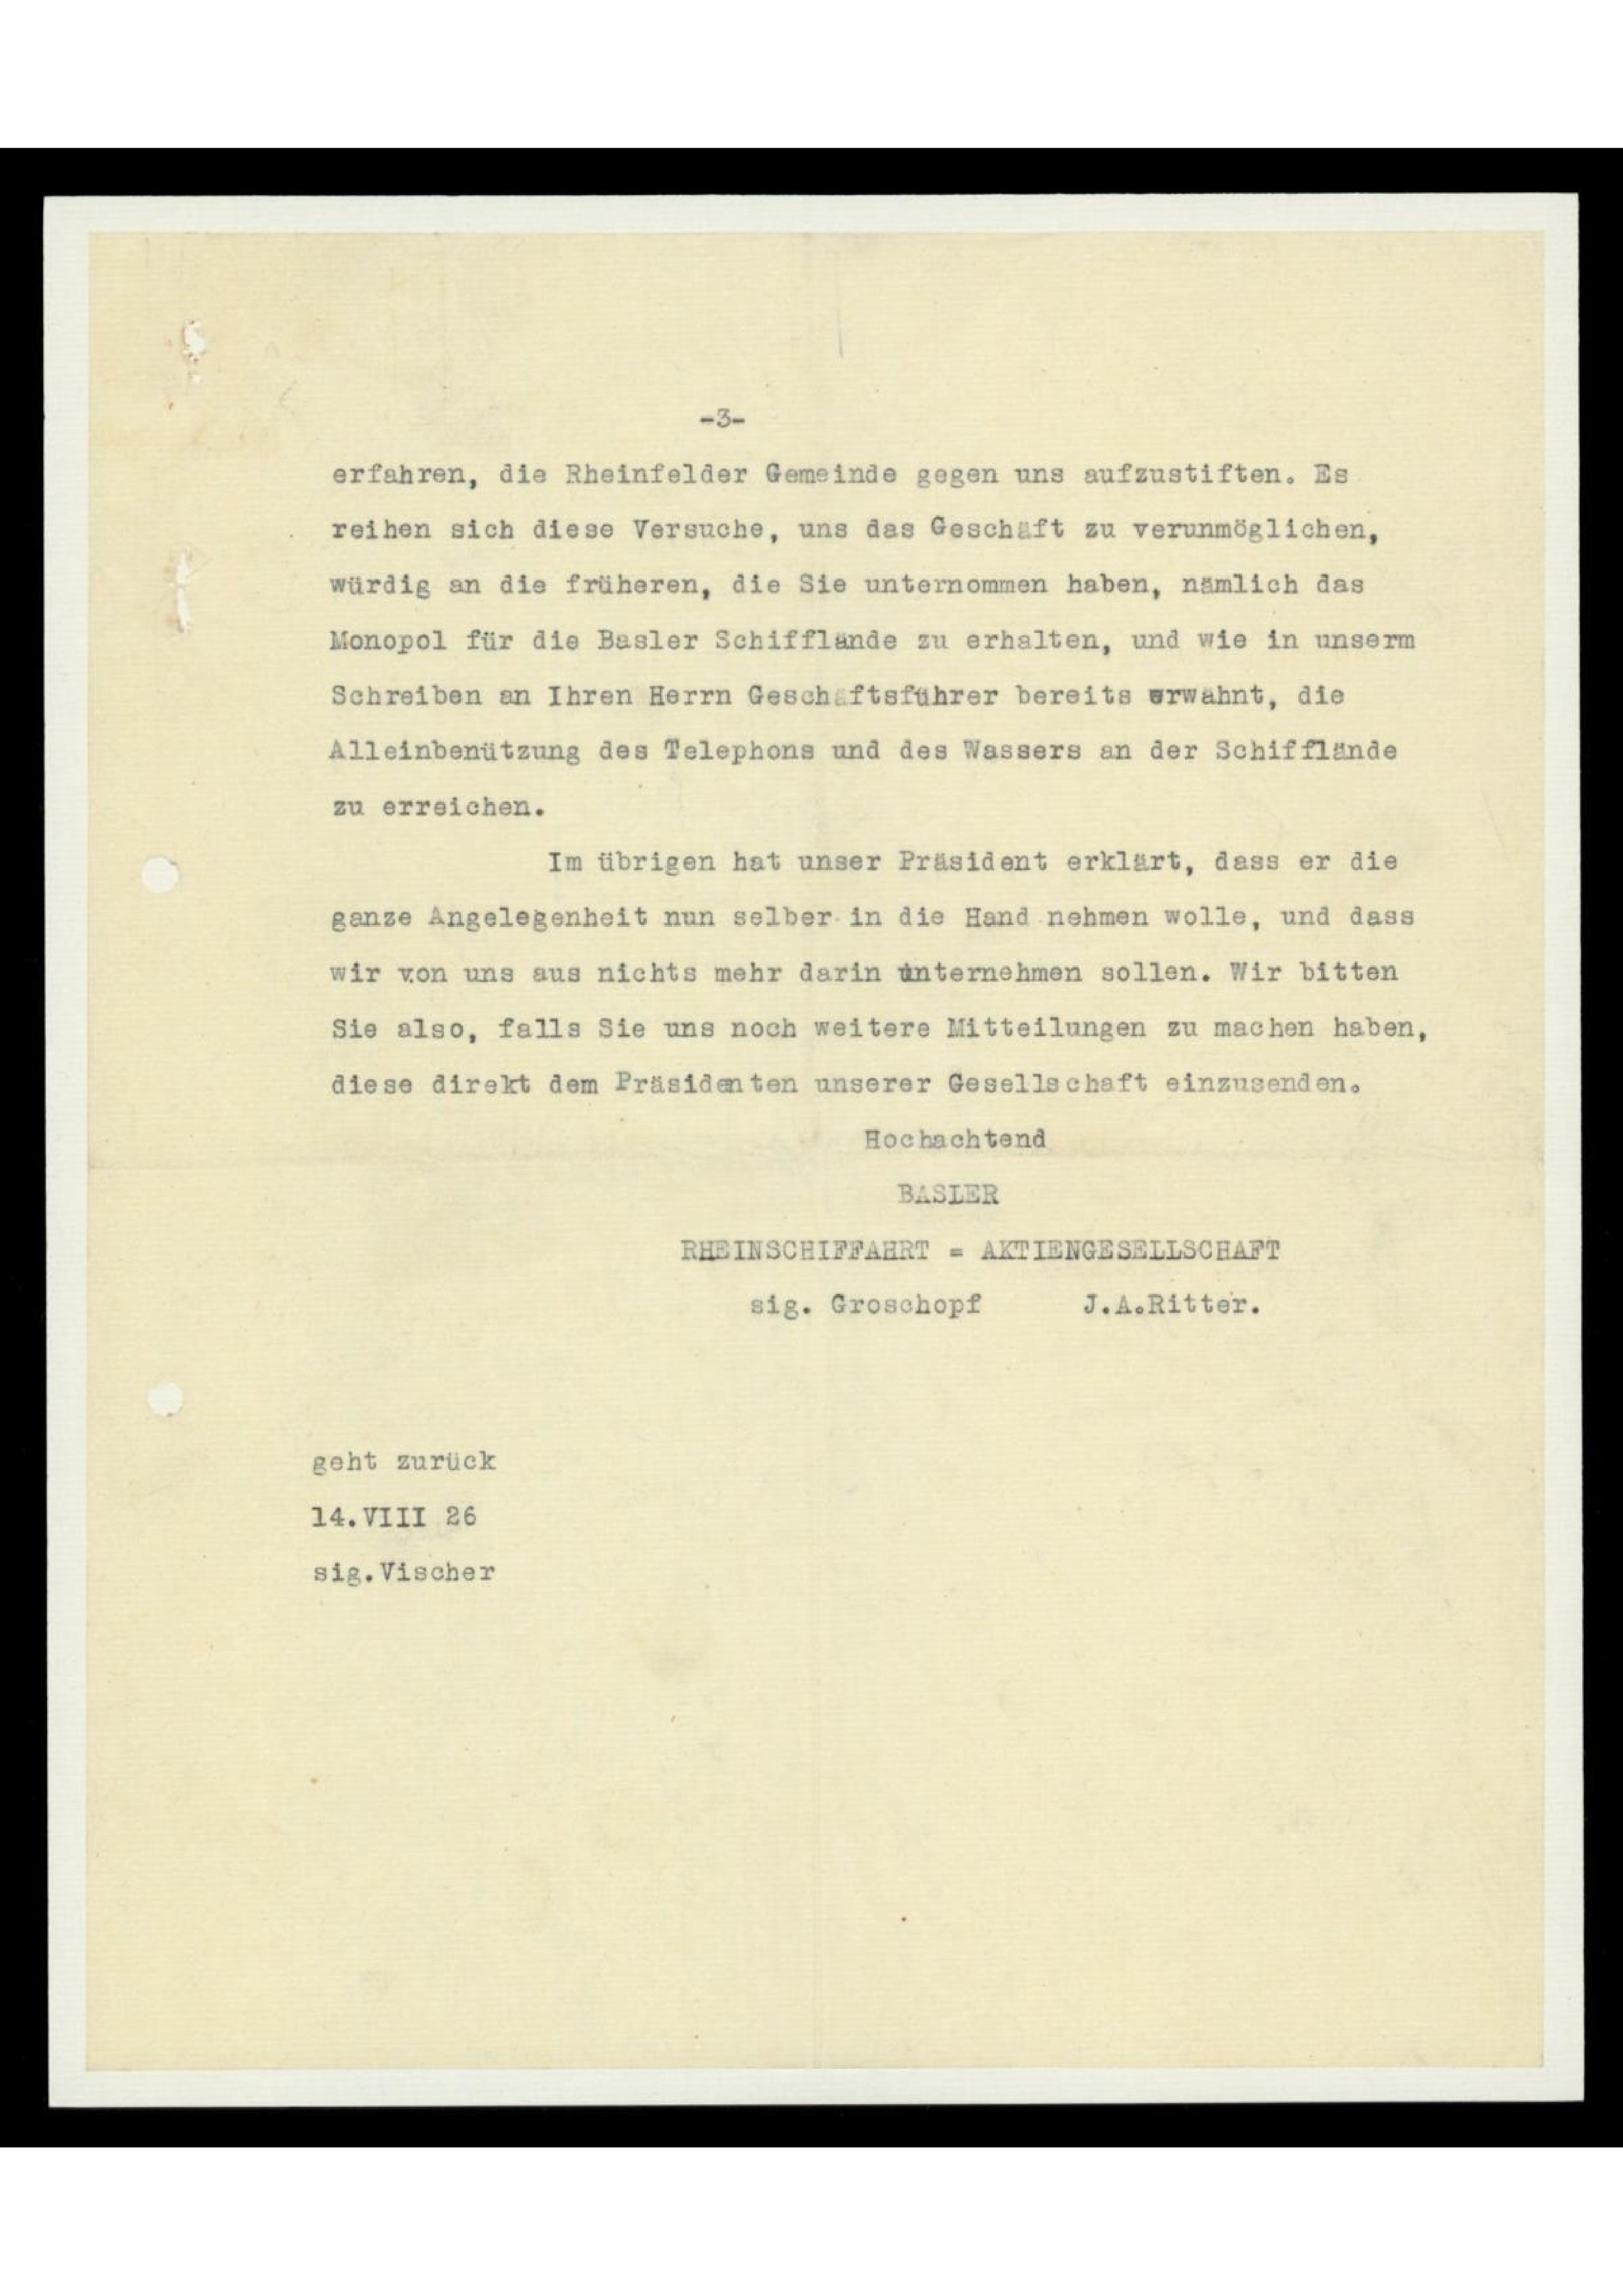 -3-
erfahren, die Rheinfelder Gemeinde gegen uns aufzustiften. Es
reihen sich diese Versuche, uns das Geschäft zu verunmöglichen,
würdig an die früheren, die Sie unternommen haben, nämlich das
Monopol für die Basler Schifflände zu erhalten, und wie in unserm
Schreiben an Ihren Herrn Geschäftsführer bereits erwähnt, die
Alleinbenützung des Telephons und des Wassers an der Schifflände
zu erreichen.
Im übrigen hat unser Präsident erklärt, dass er die
ganze Angelegenheit nun selber in die Hand nehmen wolle, und dass
wir von uns aus nichts mehr darin unternehmen sollen. Wir bitten
Sie also, falls Sie uns noch weitere Mitteilungen zu machen haben,
diese direkt dem Präsidenten unserer Gesellschaft einzusenden.
Hochachtend
BASLER
RHEINSCHIFFAHRT = AKTIENGESELLSCHAFT
sig. Groschopf J.A.Ritter.
geht zurück
14.VIII 26
sig.Vischer